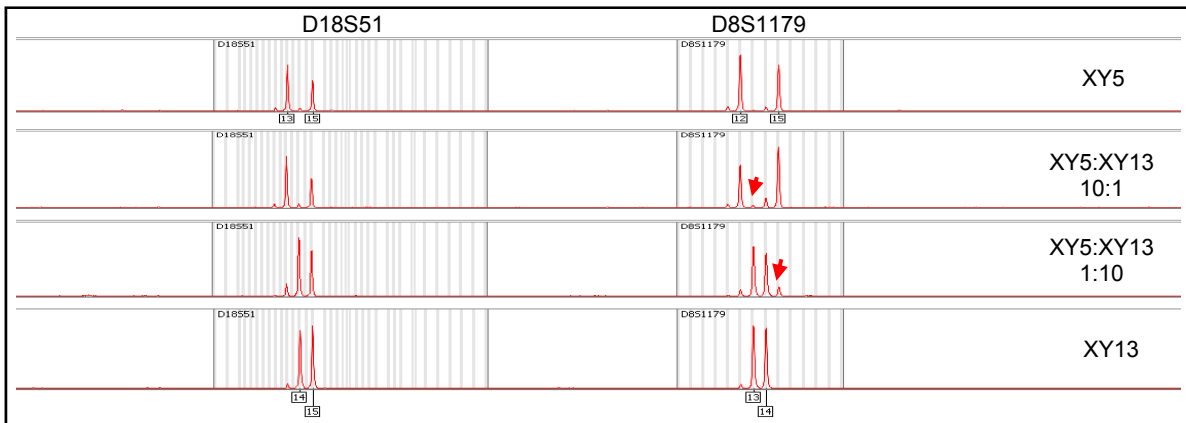 D18S51 D8S1179
D18S51 D8S1179
XY5
13 15 12 15
D18S51 D8S1179
XY5:XY13
10:1
D18S51 D8S1179
XY5:XY13
1:10
D18S51 D8S1179
XY13
14 13
15 14